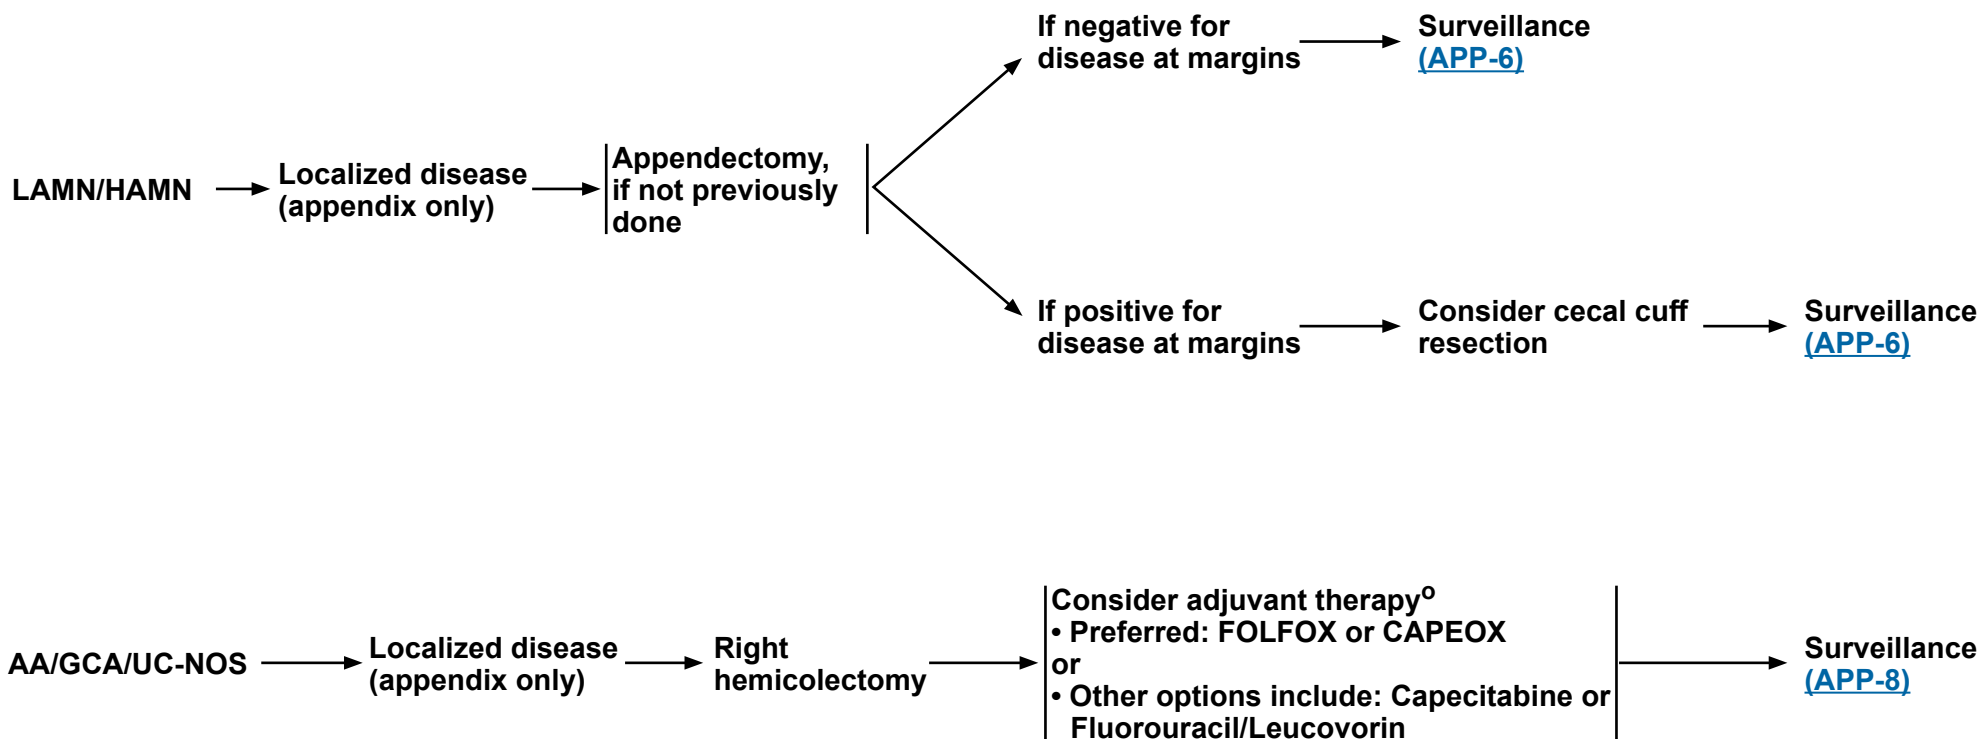 If negative for
disease at margins
Surveillance
(APP-6)
LAMN/HAMN
Localized disease
(appendix only)
Appendectomy,
if not previously
done
If positive for
disease at margins
Consider cecal cuff
resection
Surveillance
(APP-6)
AA/GCA/UC-NOS
Localized disease
(appendix only)
Right
hemicolectomy
Consider adjuvant therapyᴼ
• Preferred: FOLFOX or CAPEOX
or
• Other options include: Capecitabine or
Fluorouracil/Leucovorin
Surveillance
(APP-8)